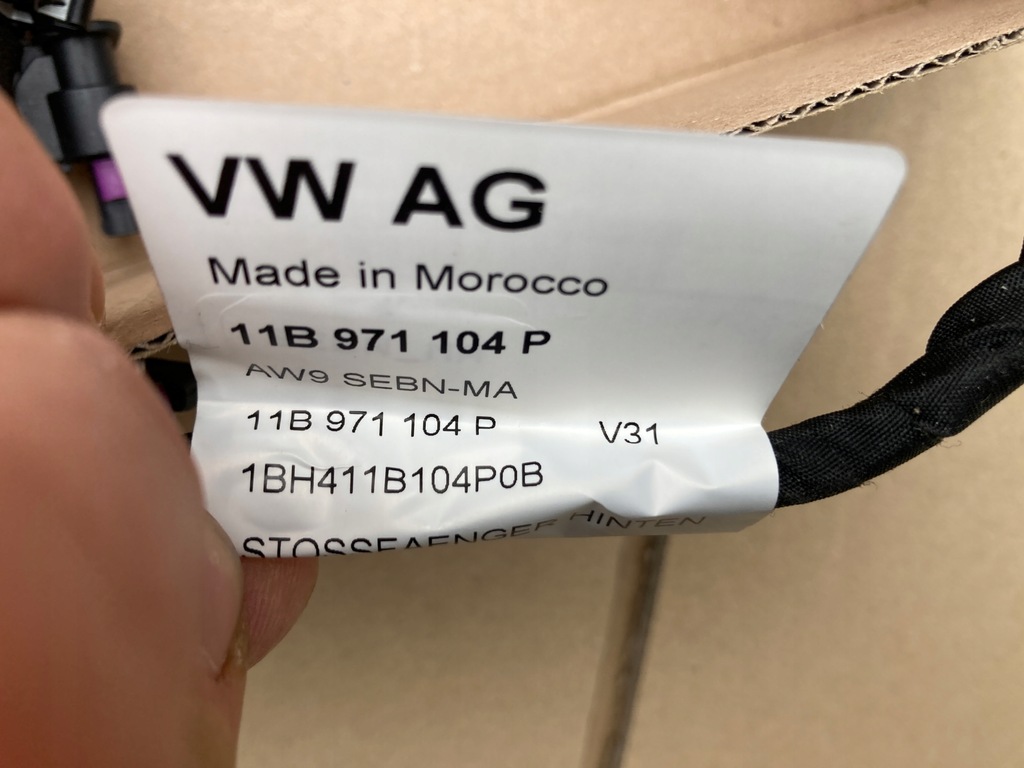 VW AG
Made in Morocco
11B 971 104 P
AW9 SEBN-MA
11B 971 104 P V31
1BH411B104P0B
STOSSFAENGER HINTEN